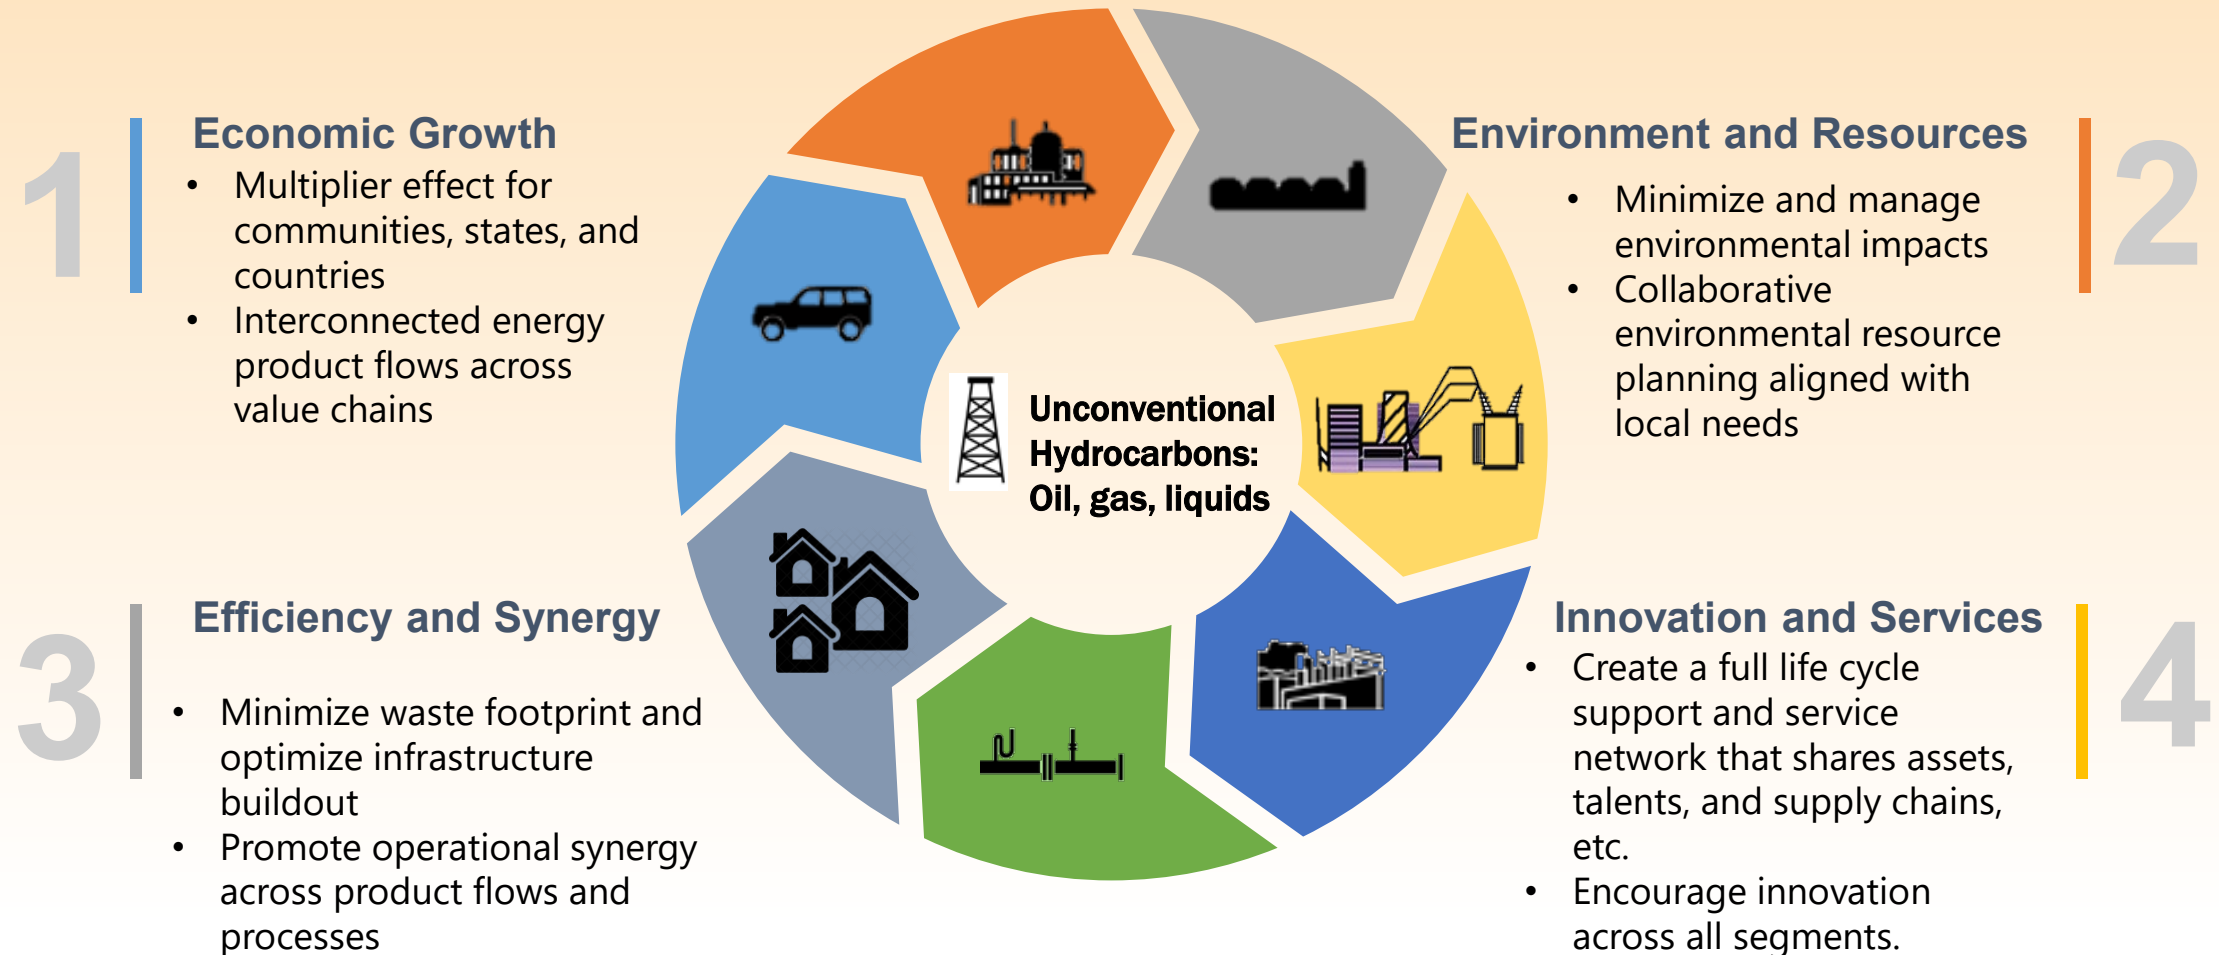 1
Economic Growth
• Multiplier effect for
communities, states, and
countries
• Interconnected energy
product flows across
value chains
Environment and Resources
2
• Minimize and manage
environmental impacts
• Collaborative
environmental resource
planning aligned with
local needs
Unconventional
Hydrocarbons:
Oil, gas, liquids
3
Efficiency and Synergy
• Minimize waste footprint and
optimize infrastructure
buildout
• Promote operational synergy
across product flows and
processes
Innovation and Services
4
• Create a full life cycle
support and service
network that shares assets,
talents, and supply chains,
etc.
• Encourage innovation
across all segments.